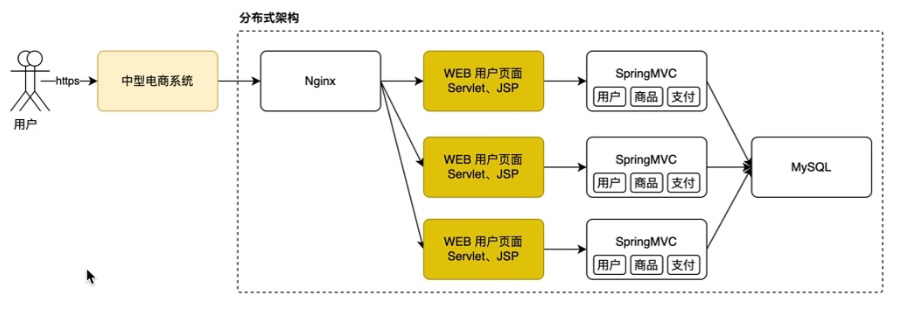 分布式架构
用户
https
中型电商系统
Nginx
WEB 用户页面
Servlet、JSP
SpringMVC
用户 商品 支付
WEB 用户页面
Servlet、JSP
SpringMVC
用户 商品 支付
MySQL
WEB 用户页面
Servlet、JSP
SpringMVC
用户 商品 支付